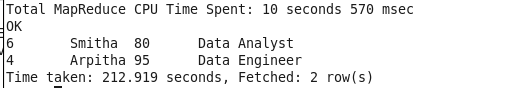 Total MapReduce CPU Time Spent: 10 seconds 570 msec
OK
6 Smitha 80 Data Analyst
4 Arpitha 95 Data Engineer
Time taken: 212.919 seconds, Fetched: 2 row(s)